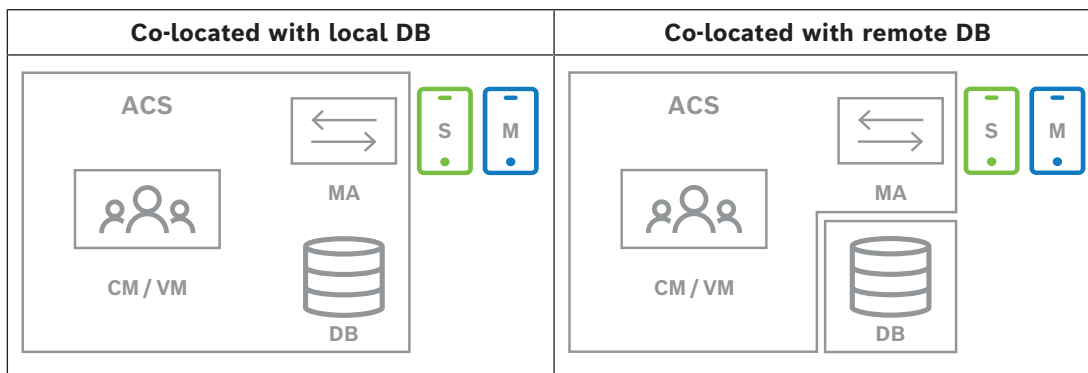 Co-located with local DB
ACS
S
M
MA
CM / VM
DB
Co-located with remote DB
ACS
S
M
MA
CM / VM
DB